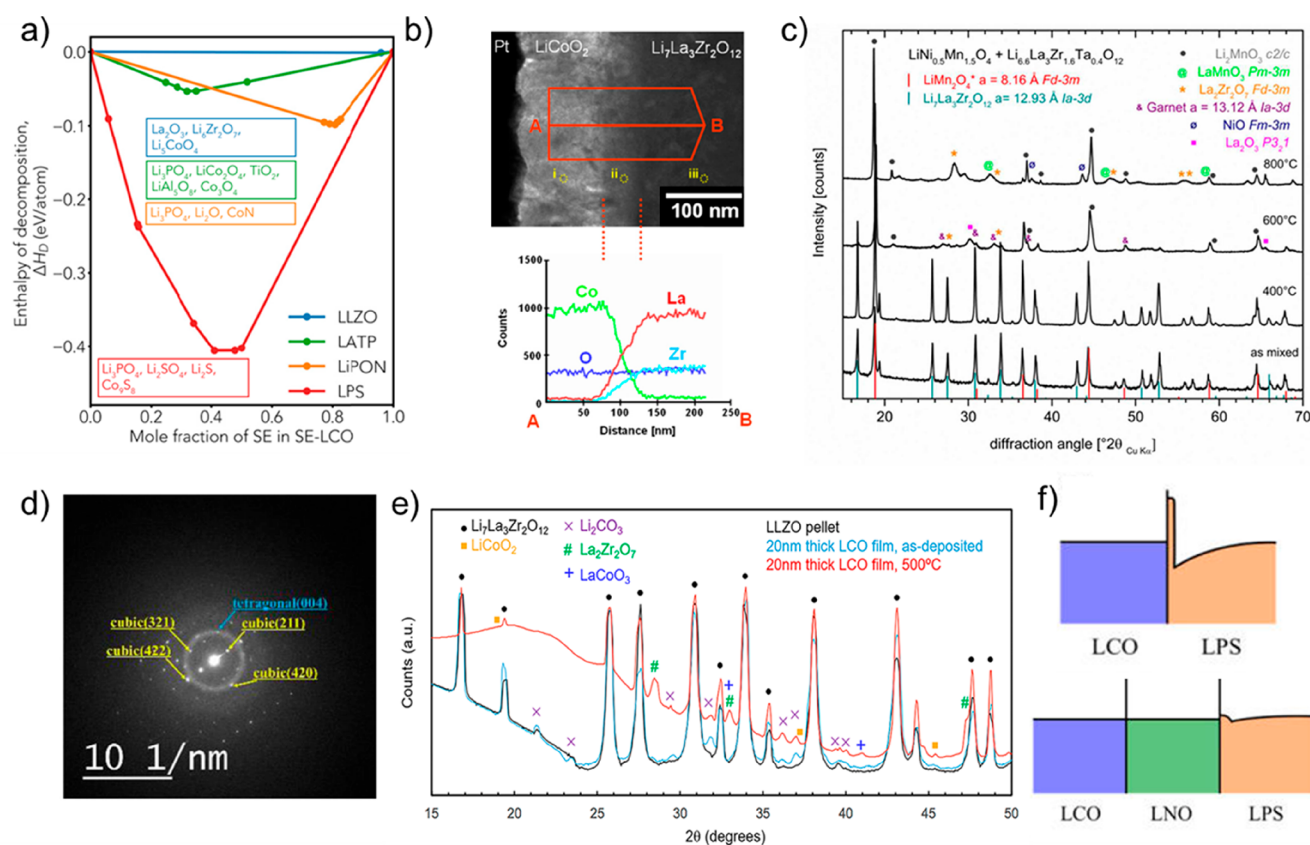 a)
0.0
−0.1
−0.2
−0.3
−0.4
Enthalpy of decomposition,
ΔH_D (eV/atom)
La₂O₃, Li₆Zr₂O₇,
Li₅CoO₄
Li₃PO₄, LiCo₂O₄, TiO₂,
LiAl₅O₈, Co₃O₄
Li₃PO₄, Li₂O, CoN
Li₃PO₄, Li₂SO₄, Li₂S,
Co₉S₈
LLZO
LATP
LiPON
LPS
0.0 0.2 0.4 0.6 0.8 1.0
Mole fraction of SE in SE-LCO
b)
Pt LiCoO₂ Li₇La₃Zr₂O₁₂
A B
i ii iii
100 nm
1500
1000
500
0
Counts
Co La
O Zr
0 50 100 150 200 250
A Distance [nm] B
c)
LiNi₀.₅Mn₁.₅O₄ + Li₆.₆La₃Zr₁.₆Ta₀.₄O₁₂
LiMn₂O₄⁺ a = 8.16 Å Fd-3m
Li₇La₃Zr₂O₁₂ a= 12.93 Å Ia-3d
Li₂MnO₃ c2/c
@ LaMnO₃ Pm-3m
La₂Zr₂O₇ Fd-3m
& Garnet a = 13.12 Å Ia-3d
ø NiO Fm-3m
La₂O₃ P3₂1
800°C
600°C
400°C
as mixed
Intensity [counts]
20 30 40 50 60 70
diffraction angle [°2θ Cu Kα]
d)
tetragonal(004)
cubic(321) cubic(211)
cubic(422) cubic(420)
10 1/nm
e)
Li₇La₃Zr₂O₁₂
LiCoO₂
× Li₂CO₃
# La₂Zr₂O₇
+ LaCoO₃
LLZO pellet
20nm thick LCO film, as-deposited
20nm thick LCO film, 500ºC
Counts (a.u.)
15 20 25 30 35 40 45 50
2θ (degrees)
f)
LCO LPS
LCO LNO LPS